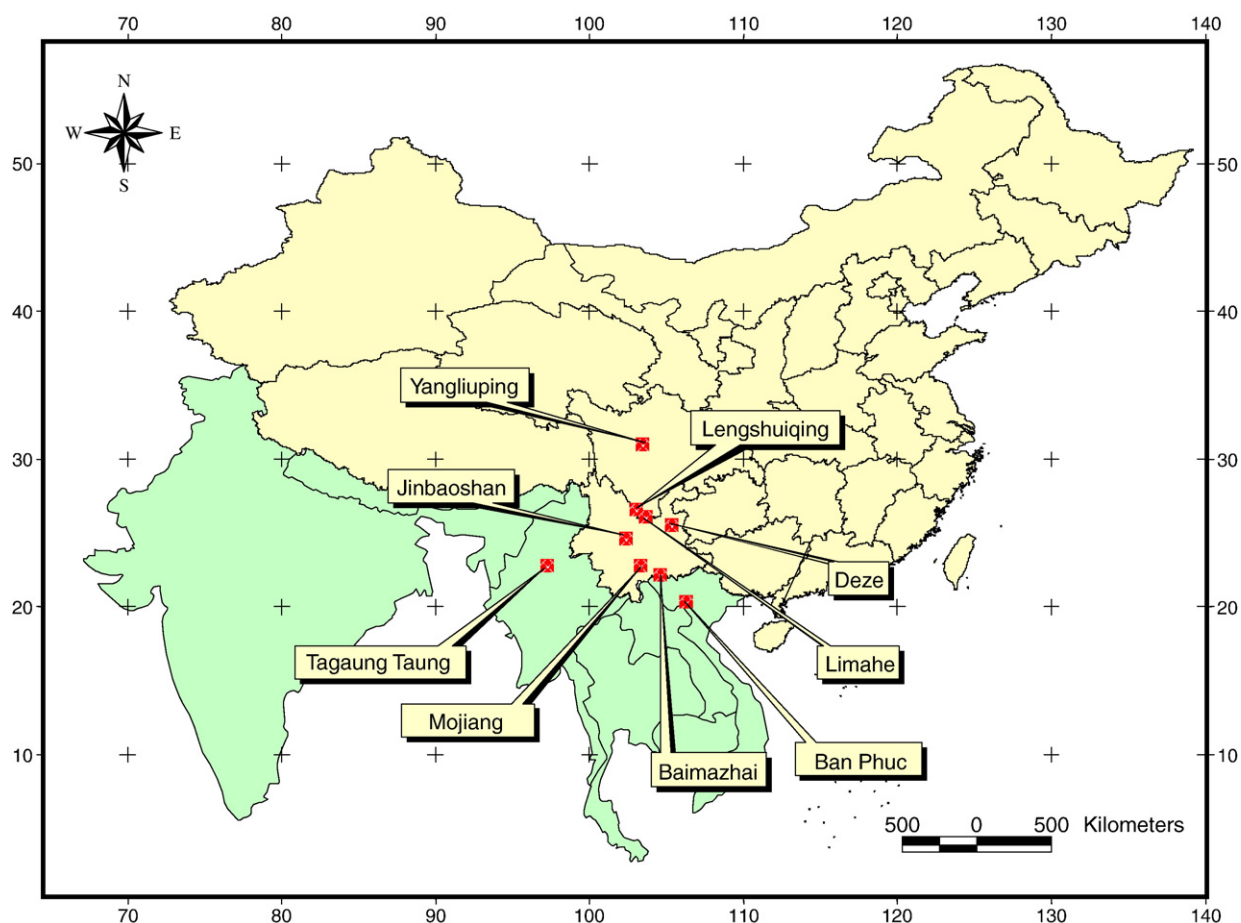 70 80 90 100 110 120 130 140
N
W E
S
50 50
40 40
Yangliuping
Lengshuiqing
30 30
Jinbaoshan
Deze
20 20
Tagaung Taung
Limahe
Mojiang
Ban Phuc
10 10
Baimazhai
500 0 500 Kilometers
70 80 90 100 110 120 130 140